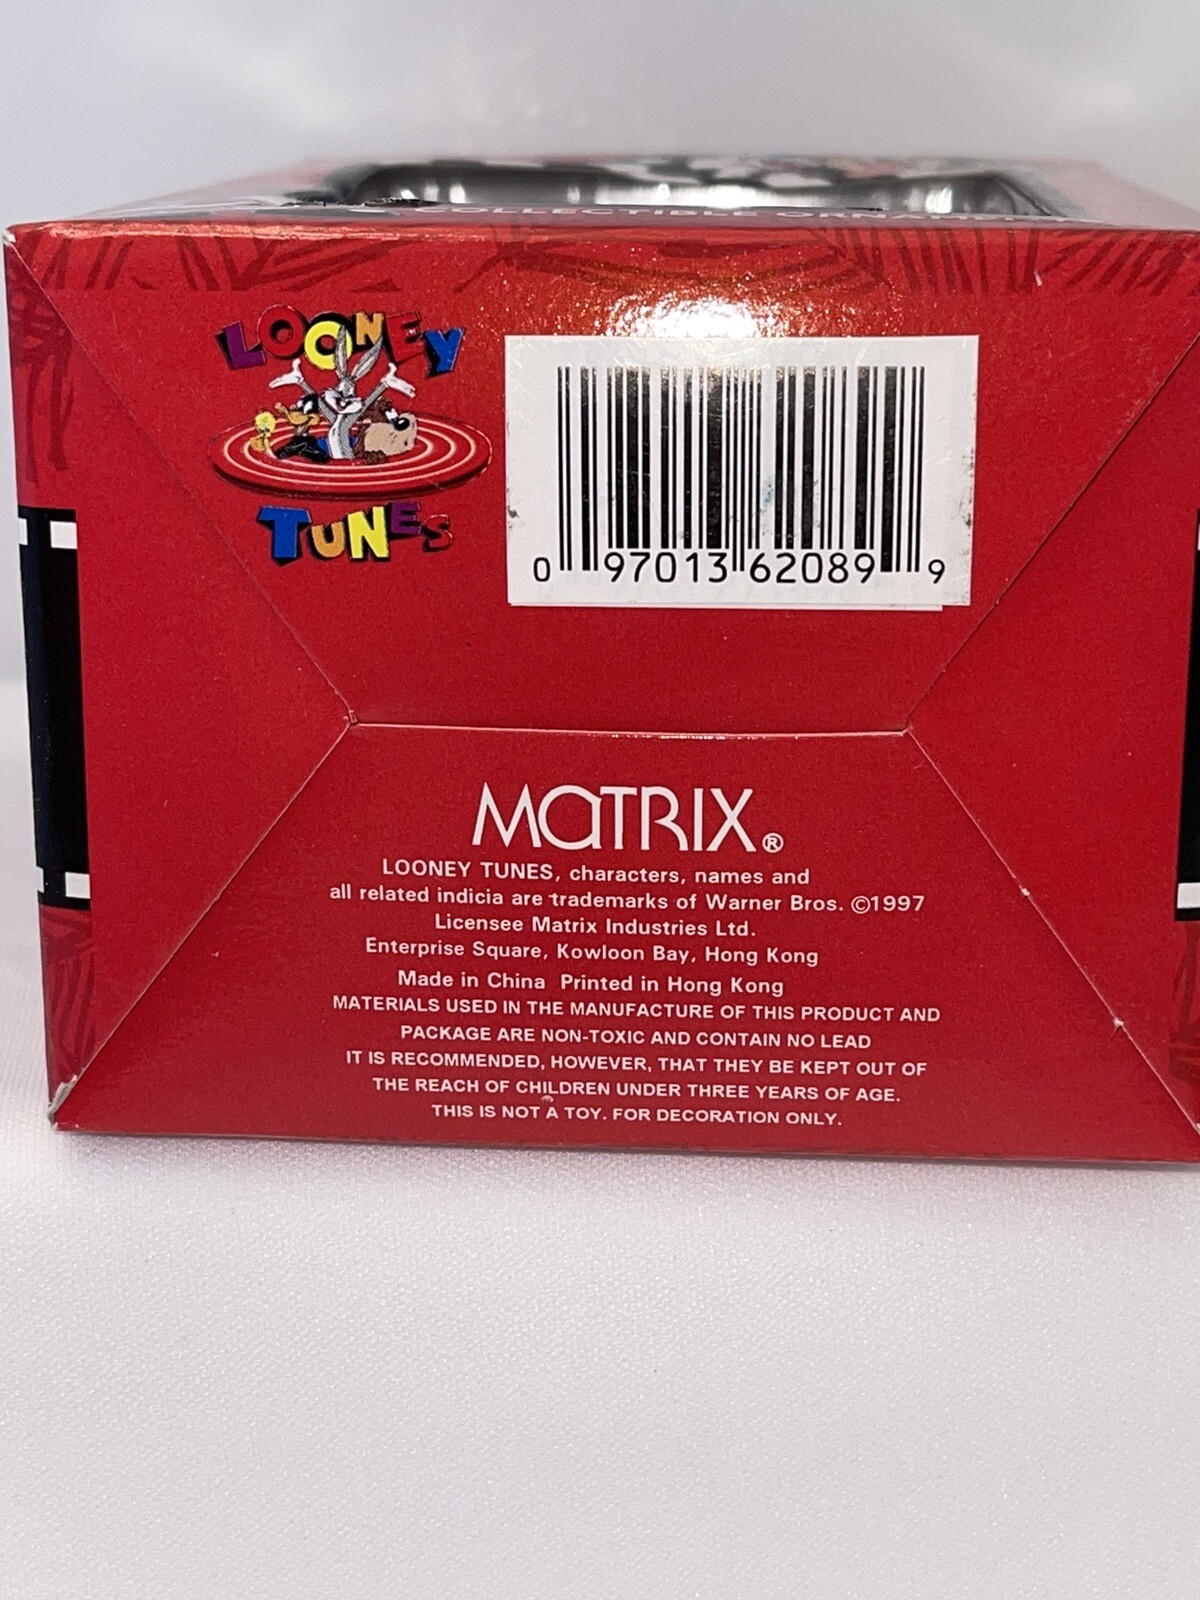 COLLECTIBLE ORNAMENT
LOONEY
TUNES
0 97013 62089 9
MATRIX®
LOONEY TUNES, characters, names and
all related indicia are trademarks of Warner Bros. ©1997
Licensee Matrix Industries Ltd.
Enterprise Square, Kowloon Bay, Hong Kong
Made in China Printed in Hong Kong
MATERIALS USED IN THE MANUFACTURE OF THIS PRODUCT AND
PACKAGE ARE NON-TOXIC AND CONTAIN NO LEAD
IT IS RECOMMENDED, HOWEVER, THAT THEY BE KEPT OUT OF
THE REACH OF CHILDREN UNDER THREE YEARS OF AGE.
THIS IS NOT A TOY. FOR DECORATION ONLY.